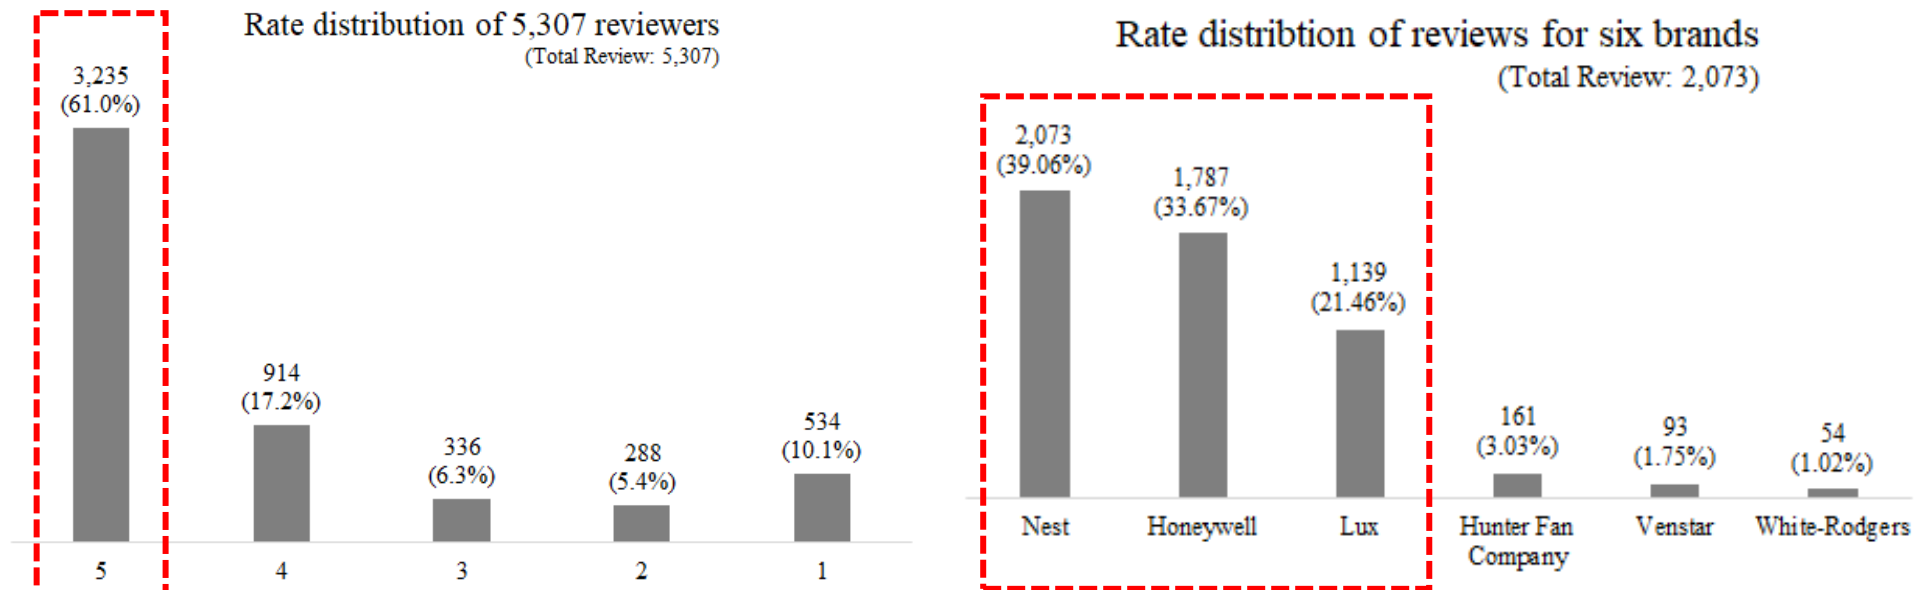 Rate distribution of 5,307 reviewers
(Total Review: 5,307)
3,235
(61.0%)
914
(17.2%)
336
(6.3%)
288
(5.4%)
534
(10.1%)
5
4
3
2
1
Rate distribtion of reviews for six brands
(Total Review: 2,073)
2,073
(39.06%)
1,787
(33.67%)
1,139
(21.46%)
161
(3.03%)
93
(1.75%)
54
(1.02%)
Nest
Honeywell
Lux
Hunter Fan
Company
Venstar
White-Rodgers